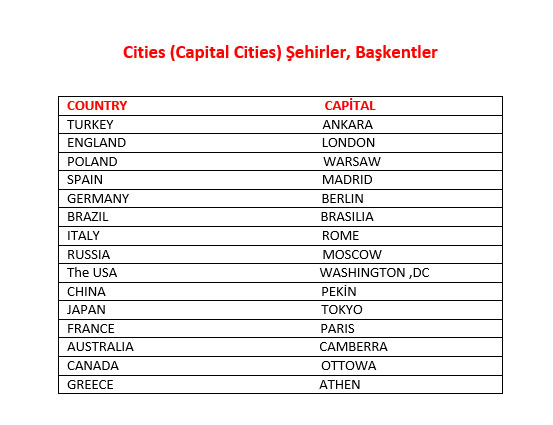 Cities (Capital Cities) Şehirler, Başkentler
COUNTRY CAPİTAL
TURKEY ANKARA
ENGLAND LONDON
POLAND WARSAW
SPAIN MADRID
GERMANY BERLIN
BRAZIL BRASILIA
ITALY ROME
RUSSIA MOSCOW
The USA WASHINGTON ,DC
CHINA PEKİN
JAPAN TOKYO
FRANCE PARIS
AUSTRALIA CAMBERRA
CANADA OTTOWA
GREECE ATHEN